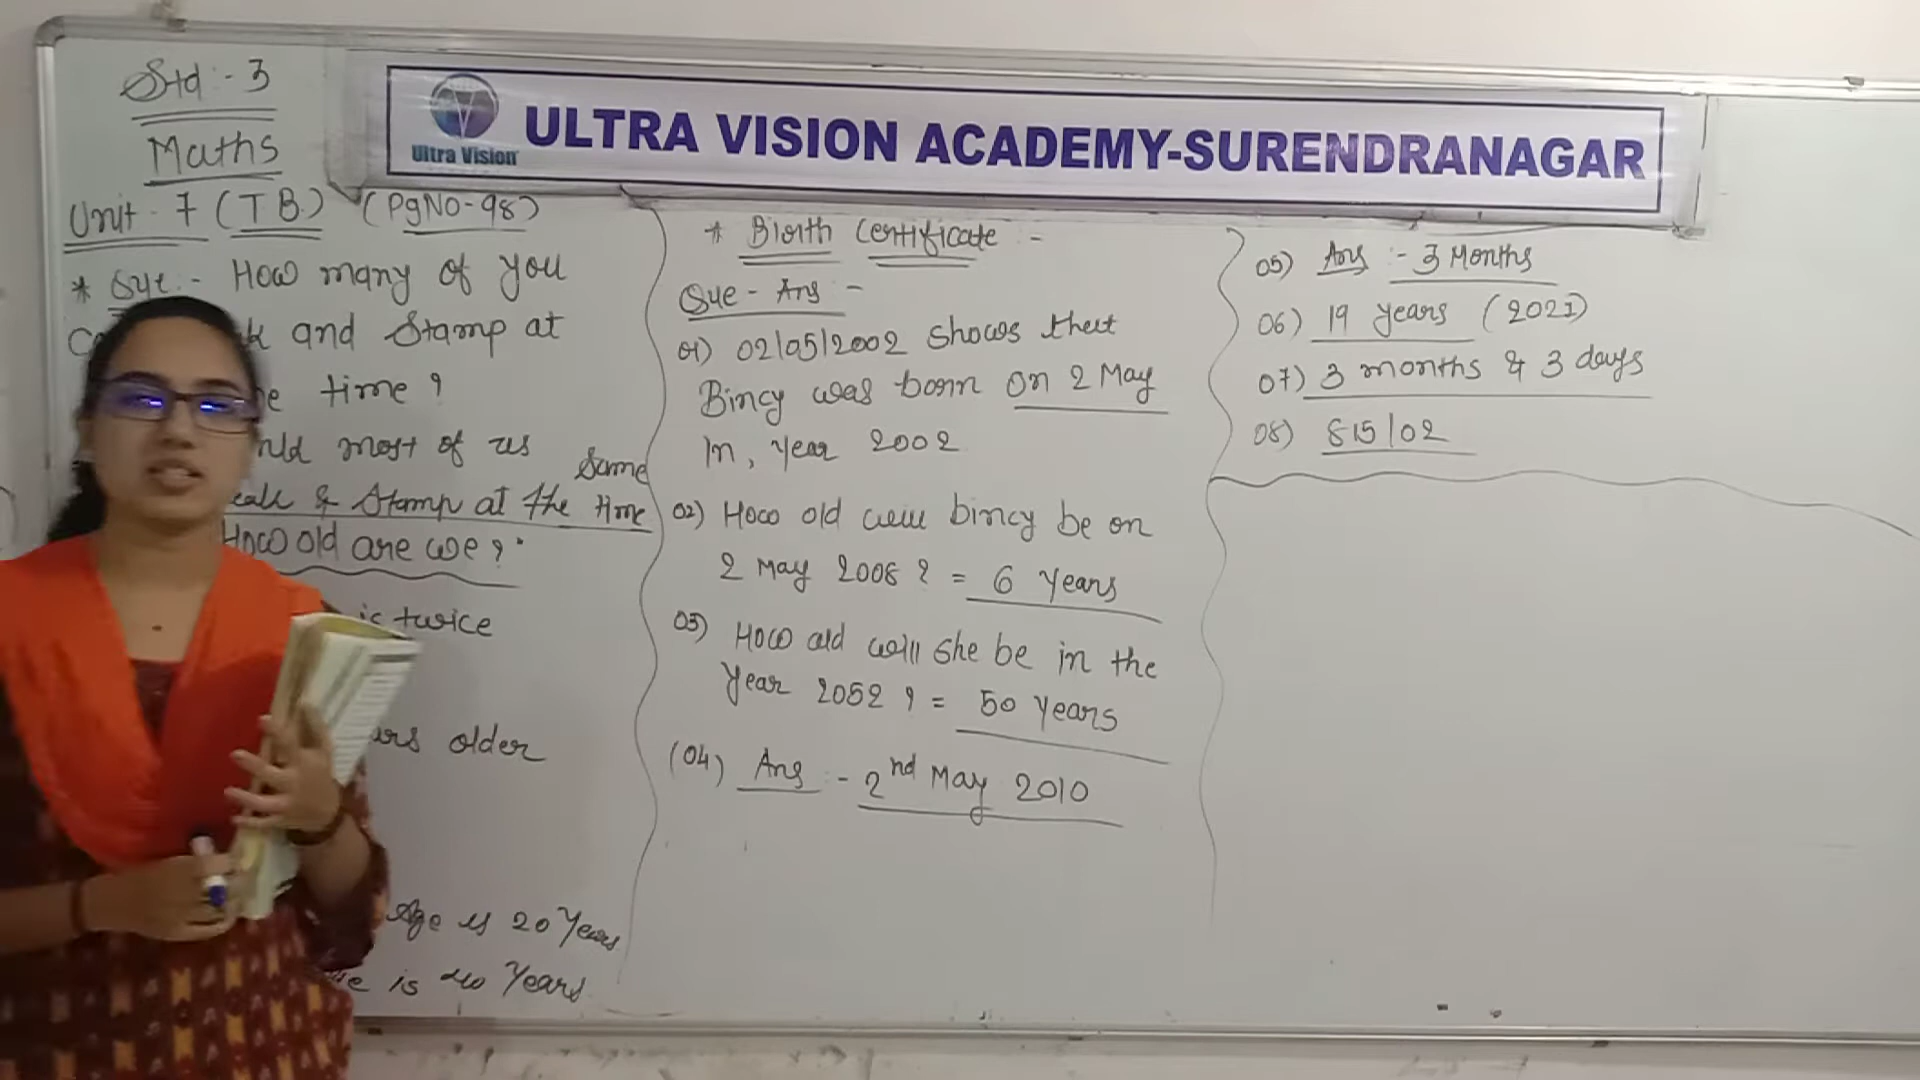 Std :- 3
Maths
Unit - 7 (T B.) (PgNO-98)
* Que :- How many of you
and Stamp at
time ?
most of us
& Stamp at the Same time
How old are we ?
is twice
older
Age is 20 Years
is 40 Years
ULTRA VISION ACADEMY-SURENDRANAGAR
Ultra Vision
* Birth Certificate :-
Que - Ans :-
01) 02/05/2002 Shows that
Bincy was born on 2 May
In, Year 2002
02) How old will bincy be on
2 May 2008 ? = 6 Years
03) How old will She be in the
Year 2052 ? = 50 years
(04) Ans :- 2nd May 2010
05) Ans :- 3 Months
06) 19 years (2021)
07) 3 months & 3 days
08) 815/02